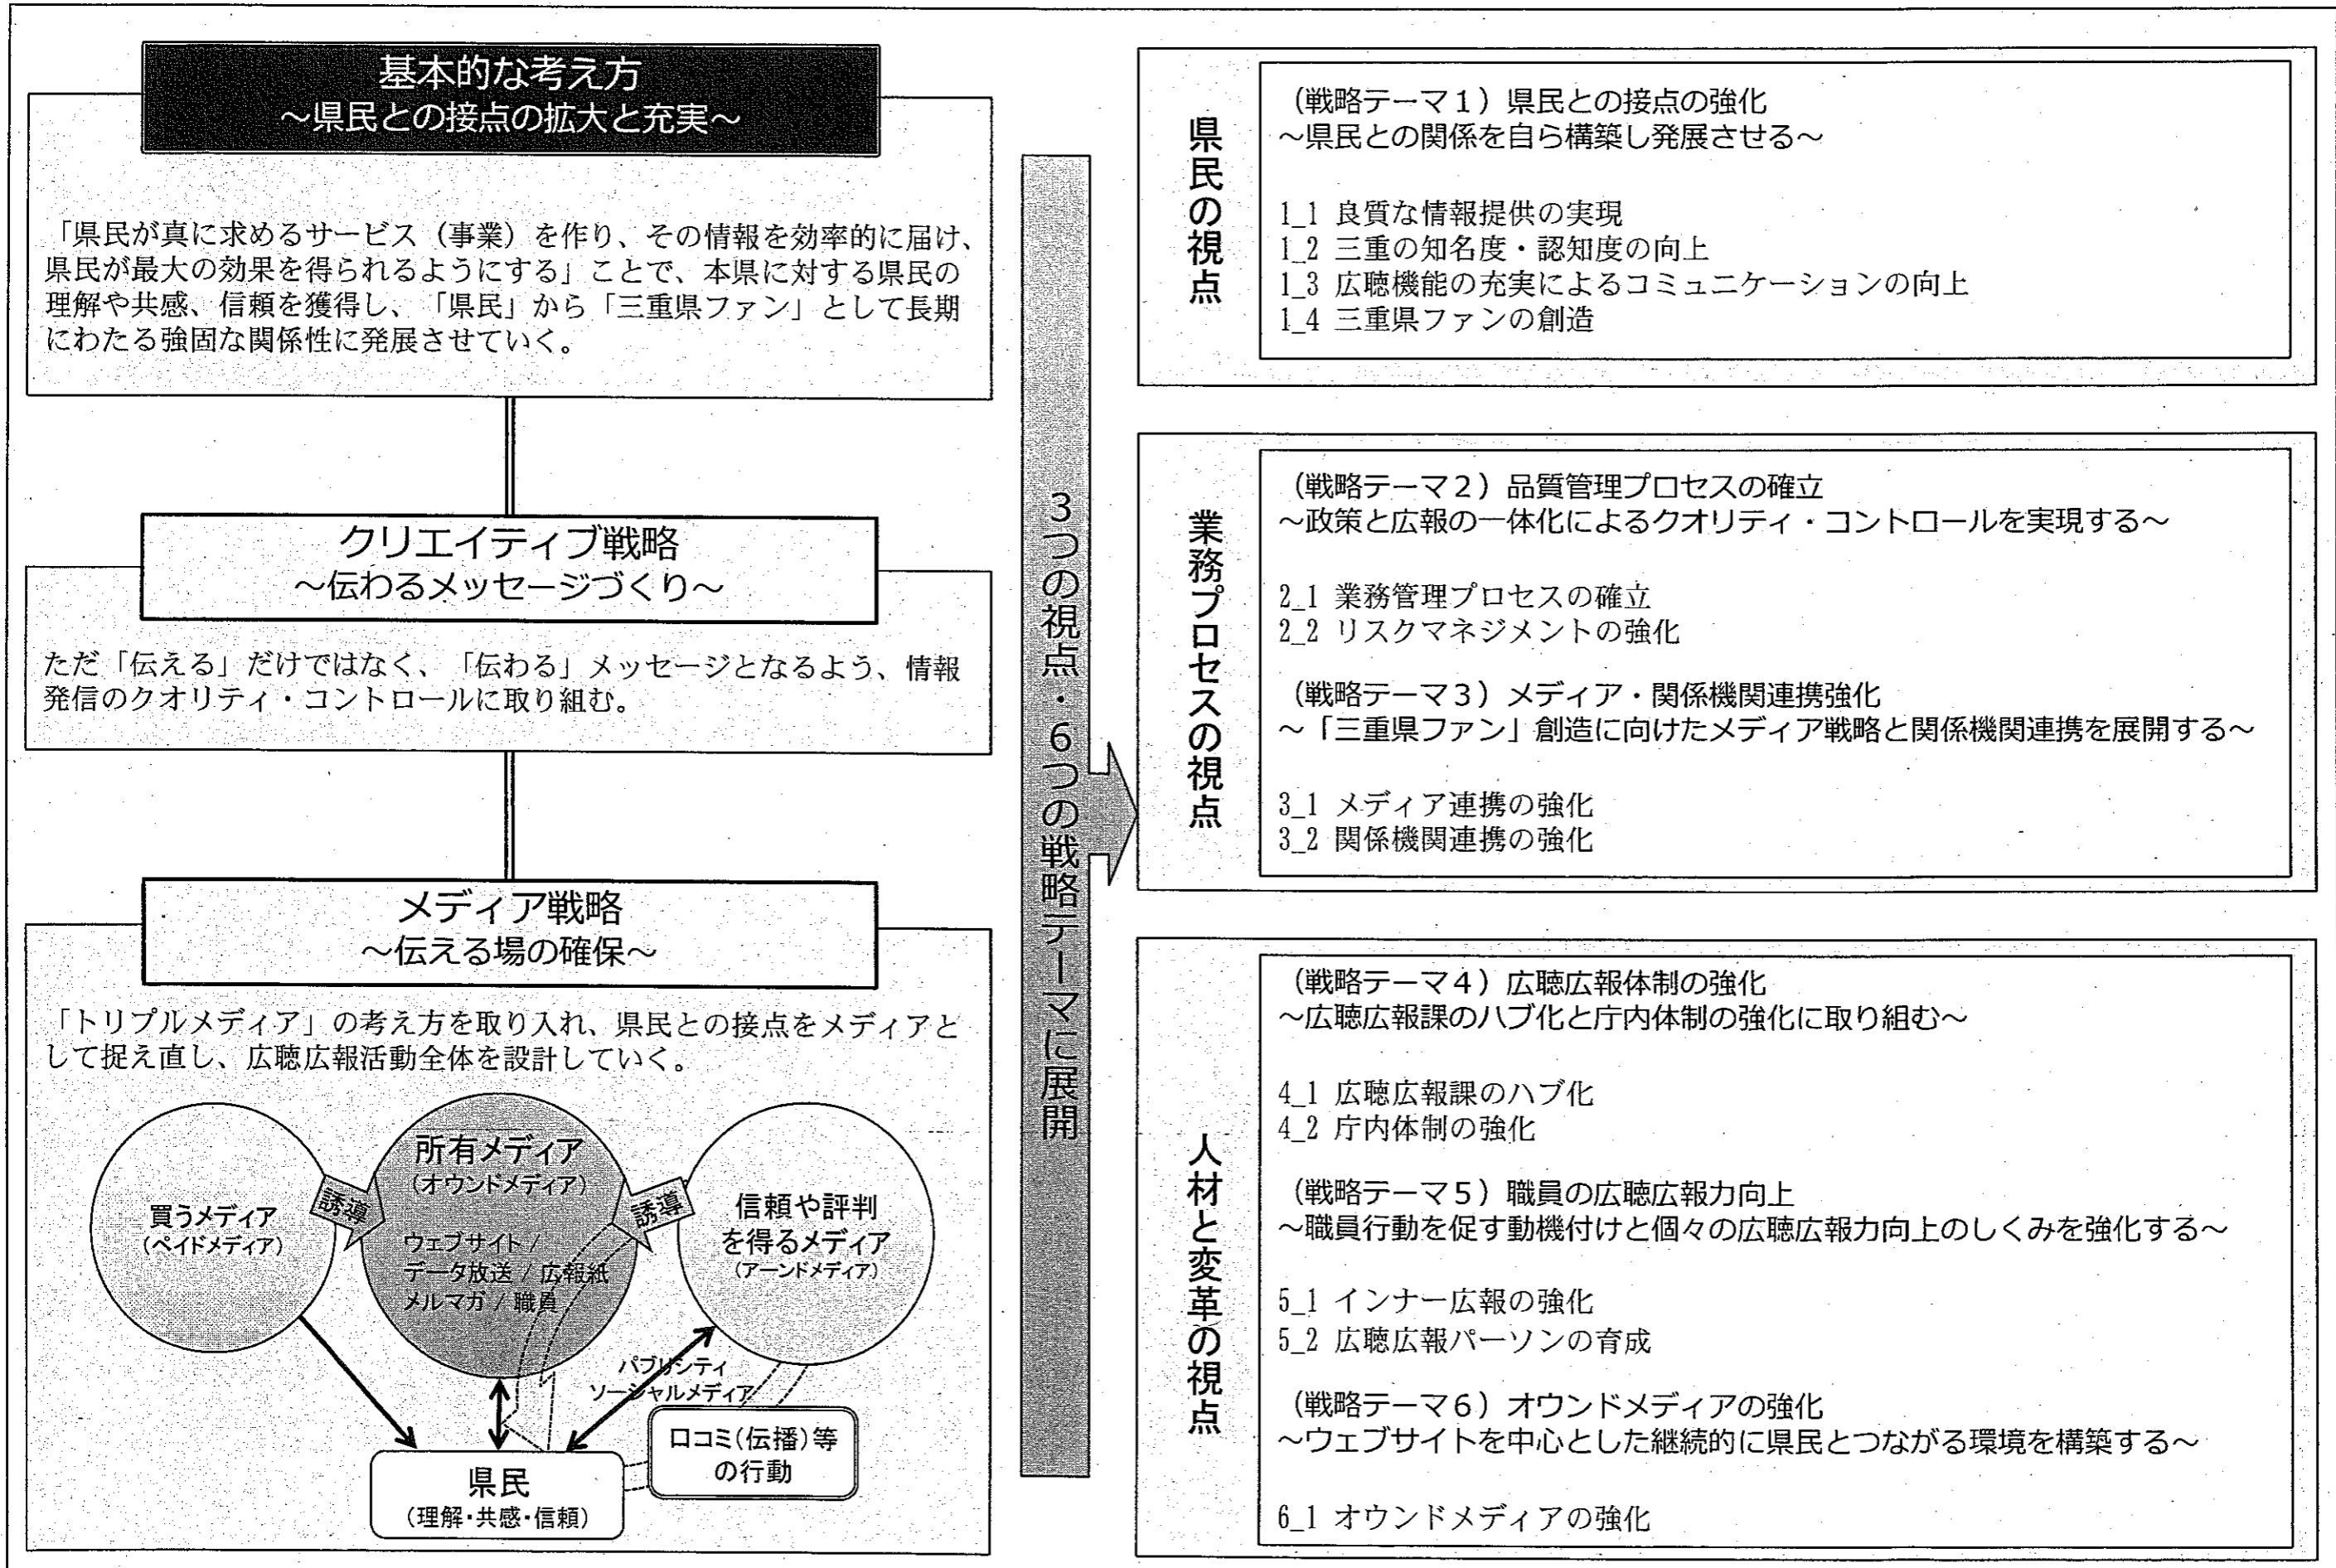 基本的な考え方
～県民との接点の拡大と充実～
「県民が真に求めるサービス（事業）を作り、その情報を効率的に届け、
県民が最大の効果を得られるようにする」ことで、本県に対する県民の
理解や共感、信頼を獲得し、「県民」から「三重県ファン」として長期
にわたる強固な関係性に発展させていく。
クリエイティブ戦略
～伝わるメッセージづくり～
ただ「伝える」だけではなく、「伝わる」メッセージとなるよう、情報
発信のクオリティ・コントロールに取り組む。
メディア戦略
～伝える場の確保～
「トリプルメディア」の考え方を取り入れ、県民との接点をメディアと
して捉え直し、広聴広報活動全体を設計していく。
買うメディア
（ペイドメディア）
誘導
所有メディア
（オウンドメディア）
ウェブサイト /
データ放送 / 広報紙
メルマガ / 職員
誘導
信頼や評判
を得るメディア
（アーンドメディア）
パブリシティ
ソーシャルメディア
口コミ（伝播）等
の行動
県民
（理解・共感・信頼）
３つの視点・６つの戦略テーマに展開
県民の視点
（戦略テーマ１）県民との接点の強化
～県民との関係を自ら構築し発展させる～
1_1 良質な情報提供の実現
1_2 三重の知名度・認知度の向上
1_3 広聴機能の充実によるコミュニケーションの向上
1_4 三重県ファンの創造
業務プロセスの視点
（戦略テーマ２）品質管理プロセスの確立
～政策と広報の一体化によるクオリティ・コントロールを実現する～
2_1 業務管理プロセスの確立
2_2 リスクマネジメントの強化
（戦略テーマ３）メディア・関係機関連携強化
～「三重県ファン」創造に向けたメディア戦略と関係機関連携を展開する～
3_1 メディア連携の強化
3_2 関係機関連携の強化
人材と変革の視点
（戦略テーマ４）広聴広報体制の強化
～広聴広報課のハブ化と庁内体制の強化に取り組む～
4_1 広聴広報課のハブ化
4_2 庁内体制の強化
（戦略テーマ５）職員の広聴広報力向上
～職員行動を促す動機付けと個々の広聴広報力向上のしくみを強化する～
5_1 インナー広報の強化
5_2 広聴広報パーソンの育成
（戦略テーマ６）オウンドメディアの強化
～ウェブサイトを中心とした継続的に県民とつながる環境を構築する～
6_1 オウンドメディアの強化